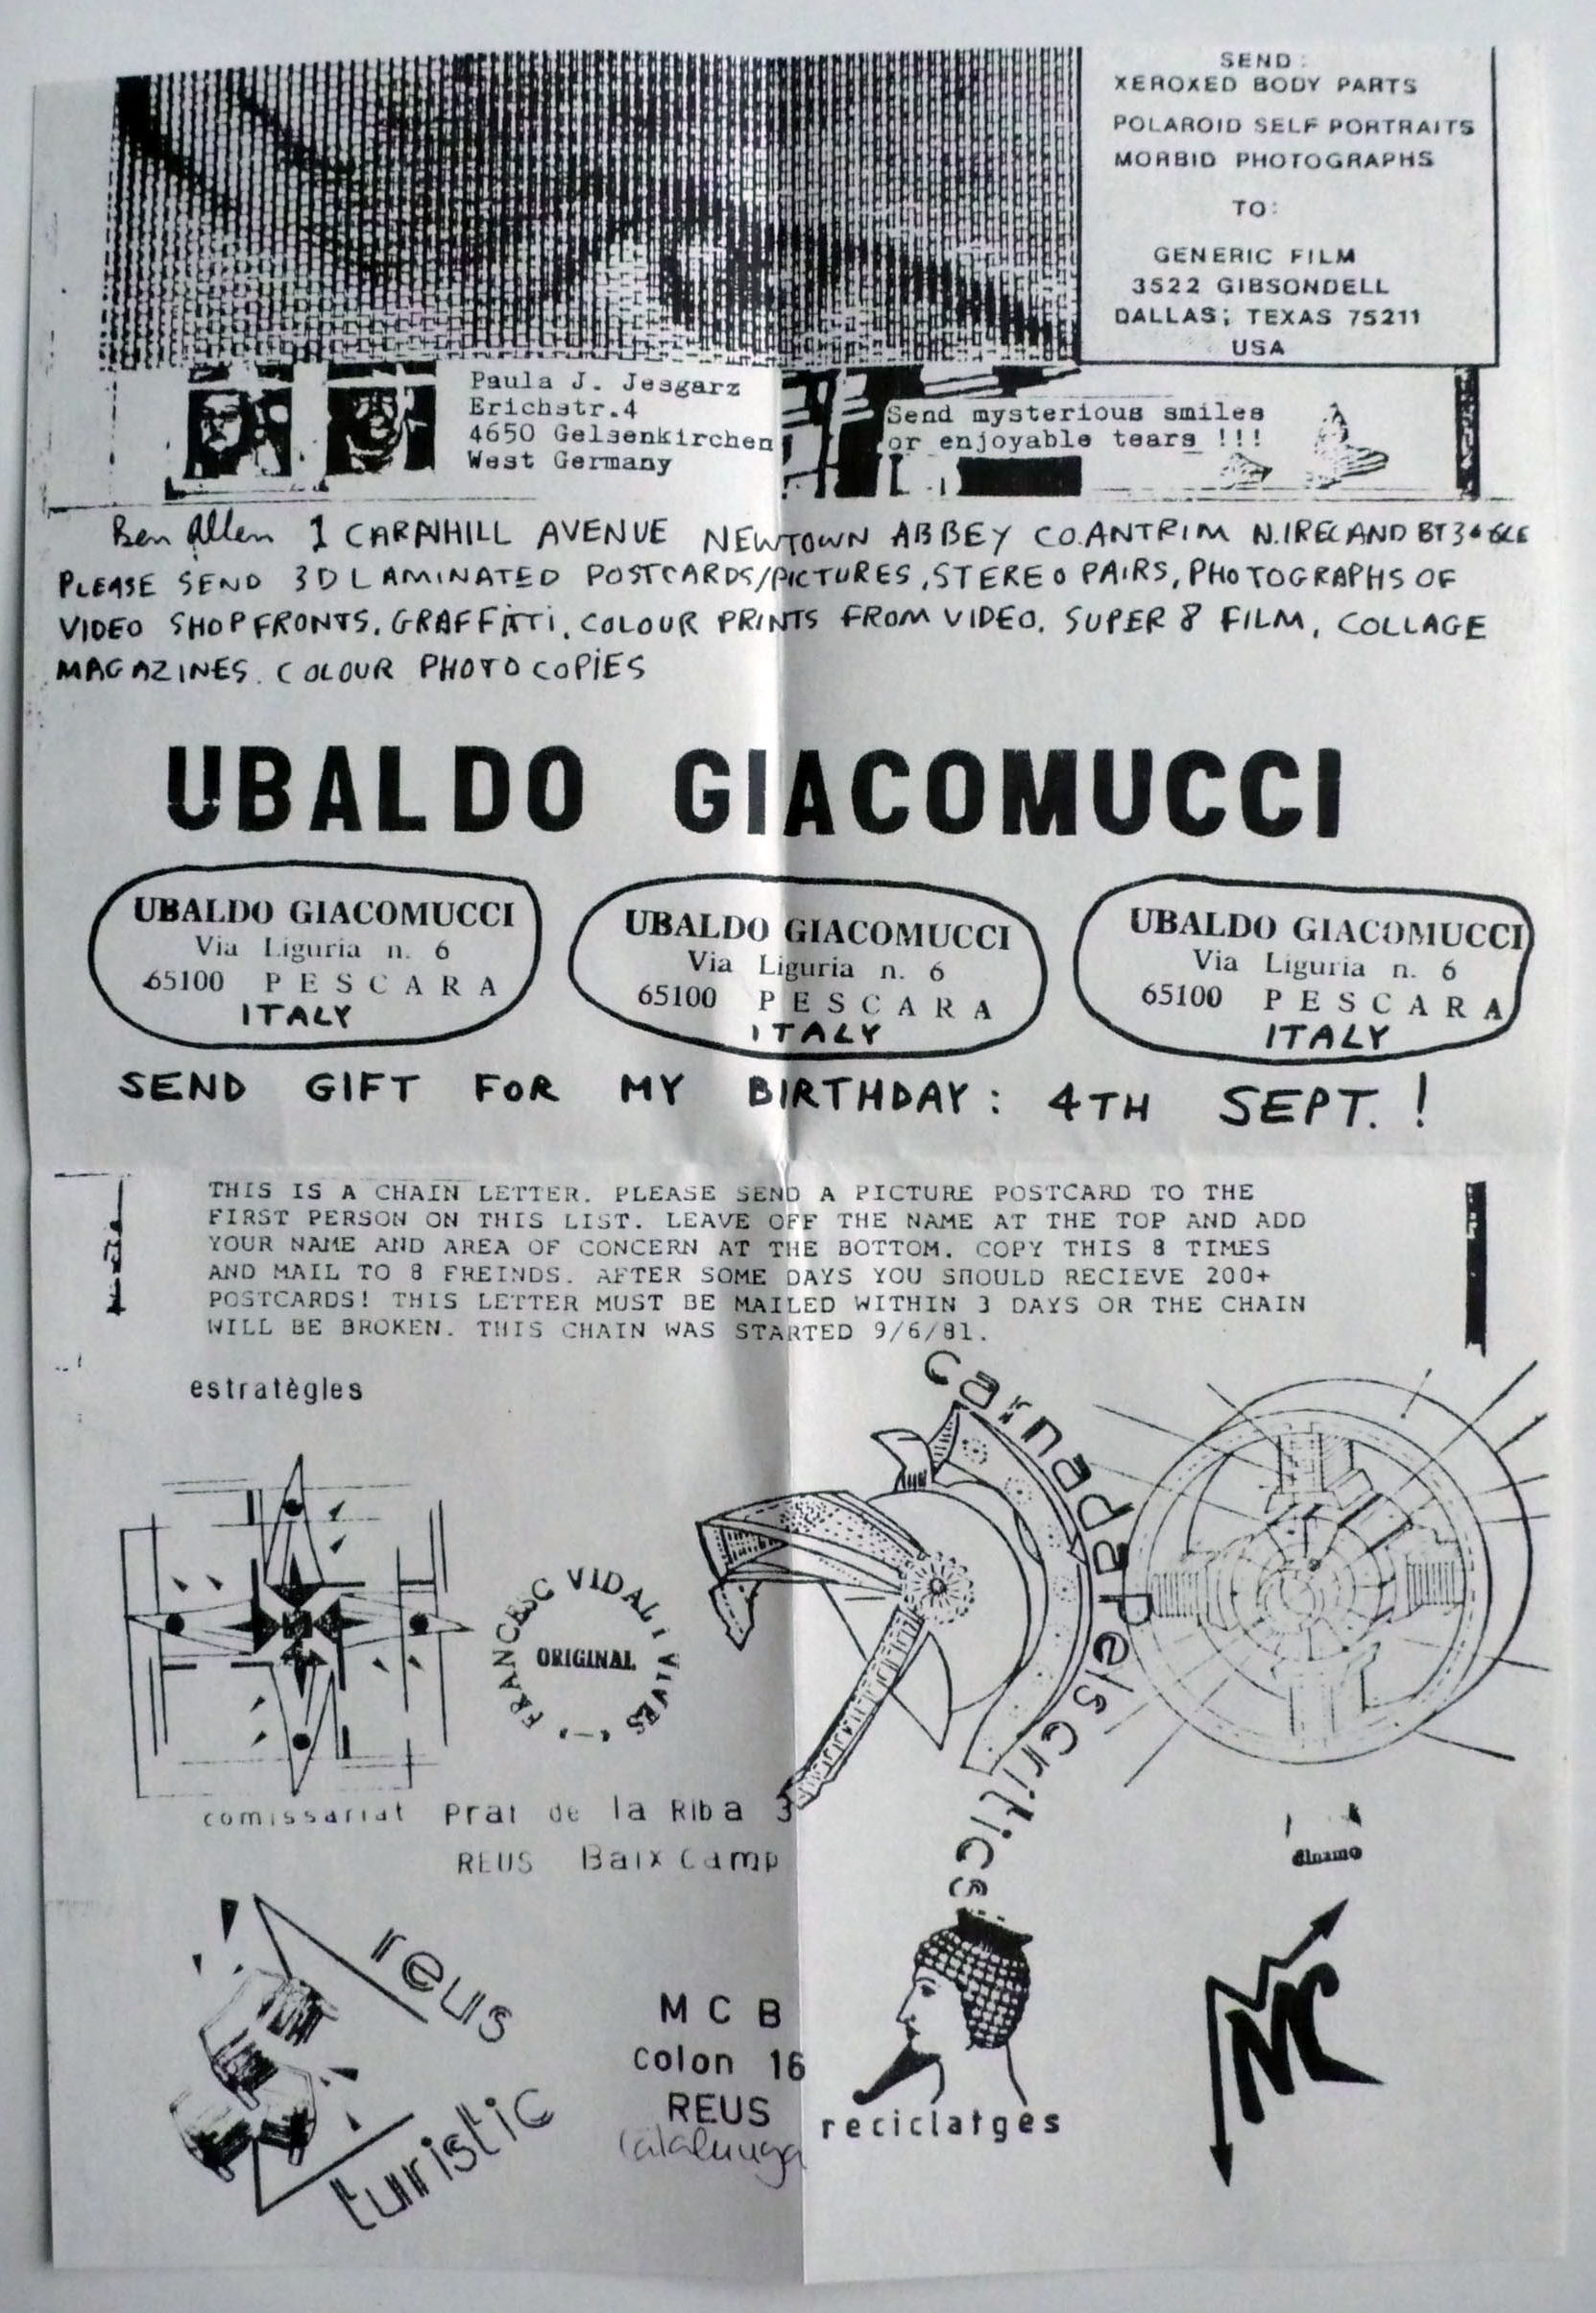 SEND:
XEROXED BODY PARTS
POLAROID SELF PORTRAITS
MORBID PHOTOGRAPHS
TO:
GENERIC FILM
3522 GIBSONDELL
DALLAS; TEXAS 75211
USA
Paula J. Jesgarz
Erichstr.4
4650 Gelsenkirchen
West Germany
Send mysterious smiles
or enjoyable tears !!!
Ben Allen 1 CARNHILL AVENUE NEWTOWN ABBEY CO.ANTRIM N.IRELAND
PLEASE SEND 3D LAMINATED POSTCARDS/PICTURES, STEREO PAIRS, PHOTOGRAPHS OF
VIDEO SHOPFRONTS. GRAFFITTI. COLOUR PRINTS FROM VIDEO. SUPER 8 FILM, COLLAGE
MAGAZINES. COLOUR PHOTOCOPIES
UBALDO GIACOMUCCI
UBALDO GIACOMUCCI
Via Liguria n. 6
65100 PESCARA
ITALY
UBALDO GIACOMUCCI
Via Liguria n. 6
65100 PESCARA
ITALY
UBALDO GIACOMUCCI
Via Liguria n. 6
65100 PESCARA
ITALY
SEND GIFT FOR MY BIRTHDAY: 4TH SEPT.!
THIS IS A CHAIN LETTER. PLEASE SEND A PICTURE POSTCARD TO THE
FIRST PERSON ON THIS LIST. LEAVE OFF THE NAME AT THE TOP AND ADD
YOUR NAME AND AREA OF CONCERN AT THE BOTTOM. COPY THIS 8 TIMES
AND MAIL TO 8 FREINDS. AFTER SOME DAYS YOU SHOULD RECIEVE 200+
POSTCARDS! THIS LETTER MUST BE MAILED WITHIN 3 DAYS OR THE CHAIN
WILL BE BROKEN. THIS CHAIN WAS STARTED 9/6/81.
estratègies
carnada pels crítics
FRANCESC VIDAL I VIVES
ORIGINAL
comissariat Prat de la Riba 3
REUS Baix Camp
dinamo
reus
turistic
M C B
Colon 16
REUS
Catalunya
reciclatges
MC